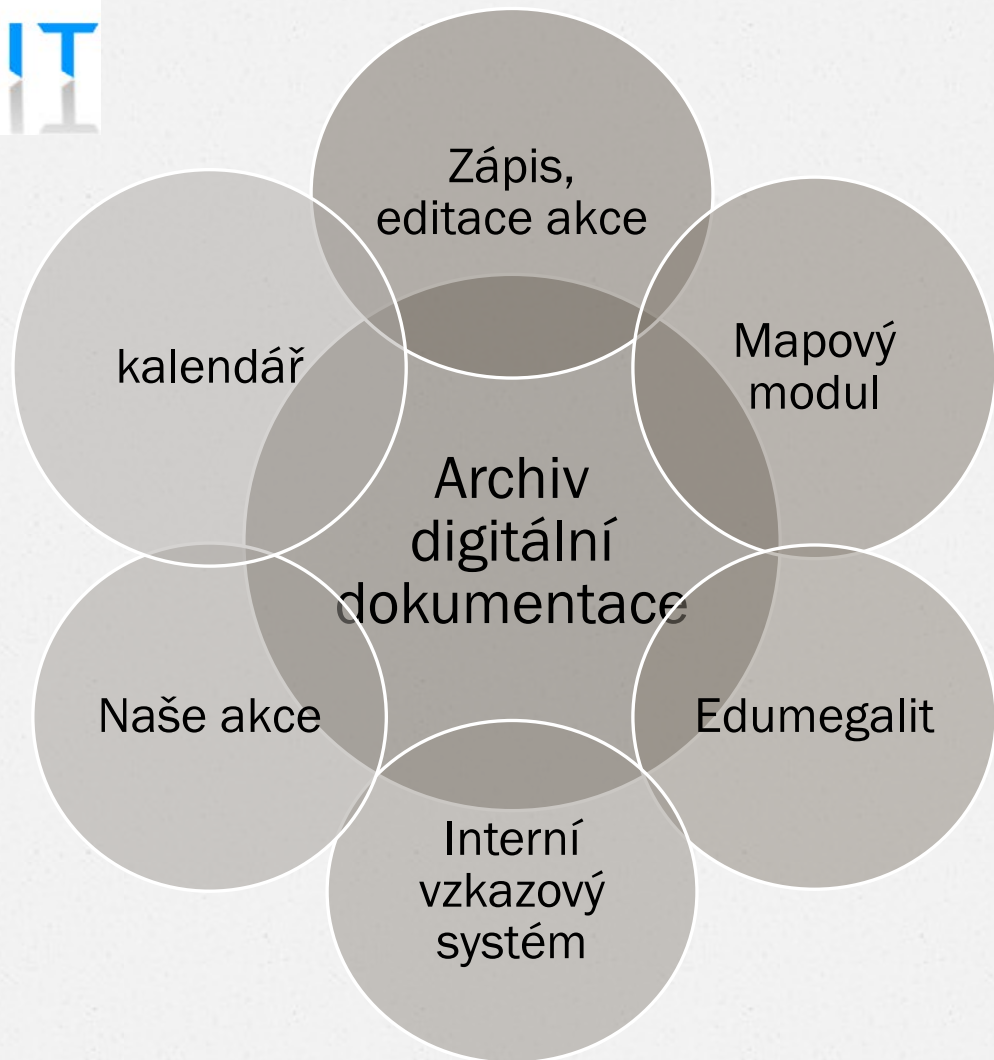 IT
Zápis,
editace akce
kalendář
Mapový
modul
Archiv
digitální
dokumentace
Naše akce
Edumegalit
Interní
vzkazový
systém